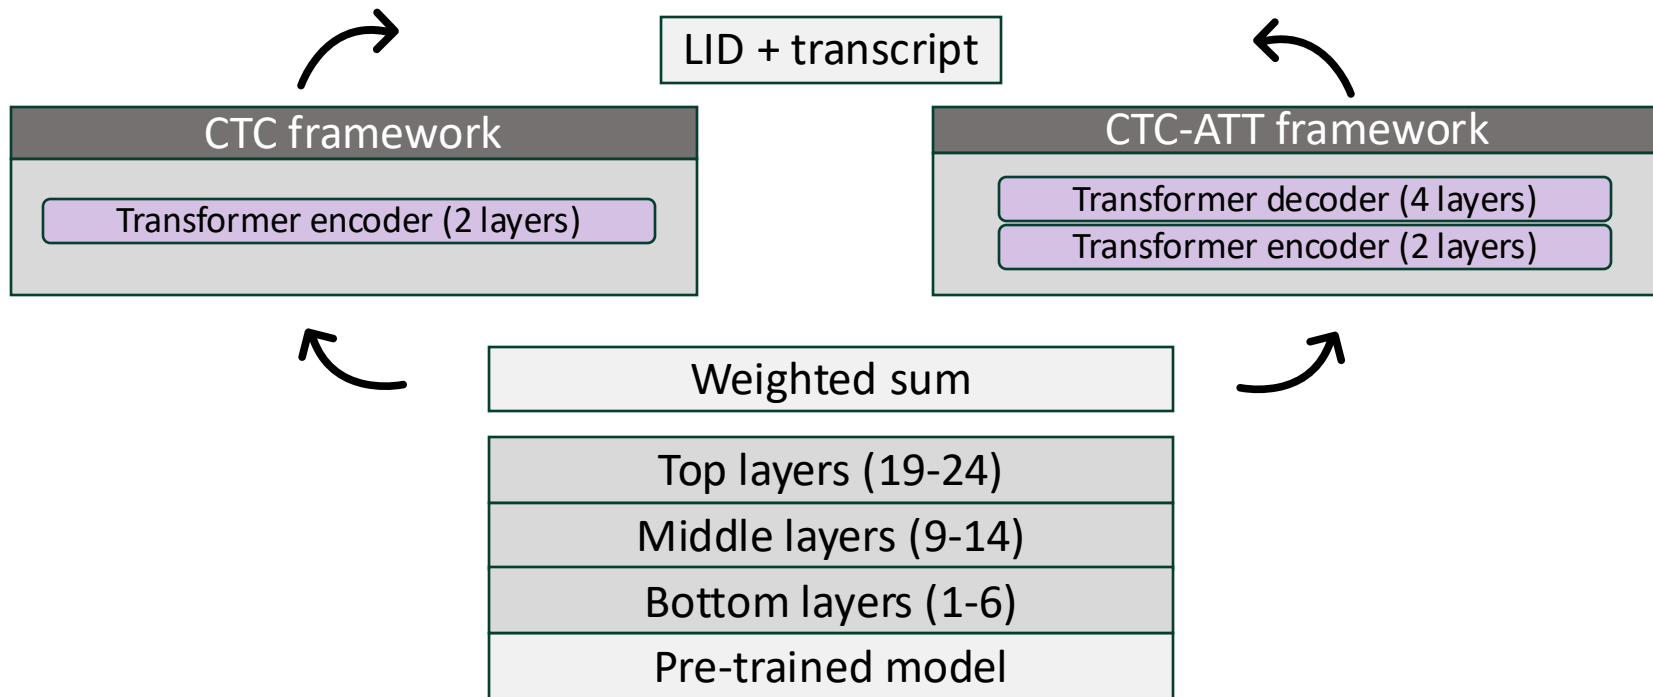 LID + transcript
CTC framework
Transformer encoder (2 layers)
CTC-ATT framework
Transformer decoder (4 layers)
Transformer encoder (2 layers)
Weighted sum
Top layers (19-24)
Middle layers (9-14)
Bottom layers (1-6)
Pre-trained model